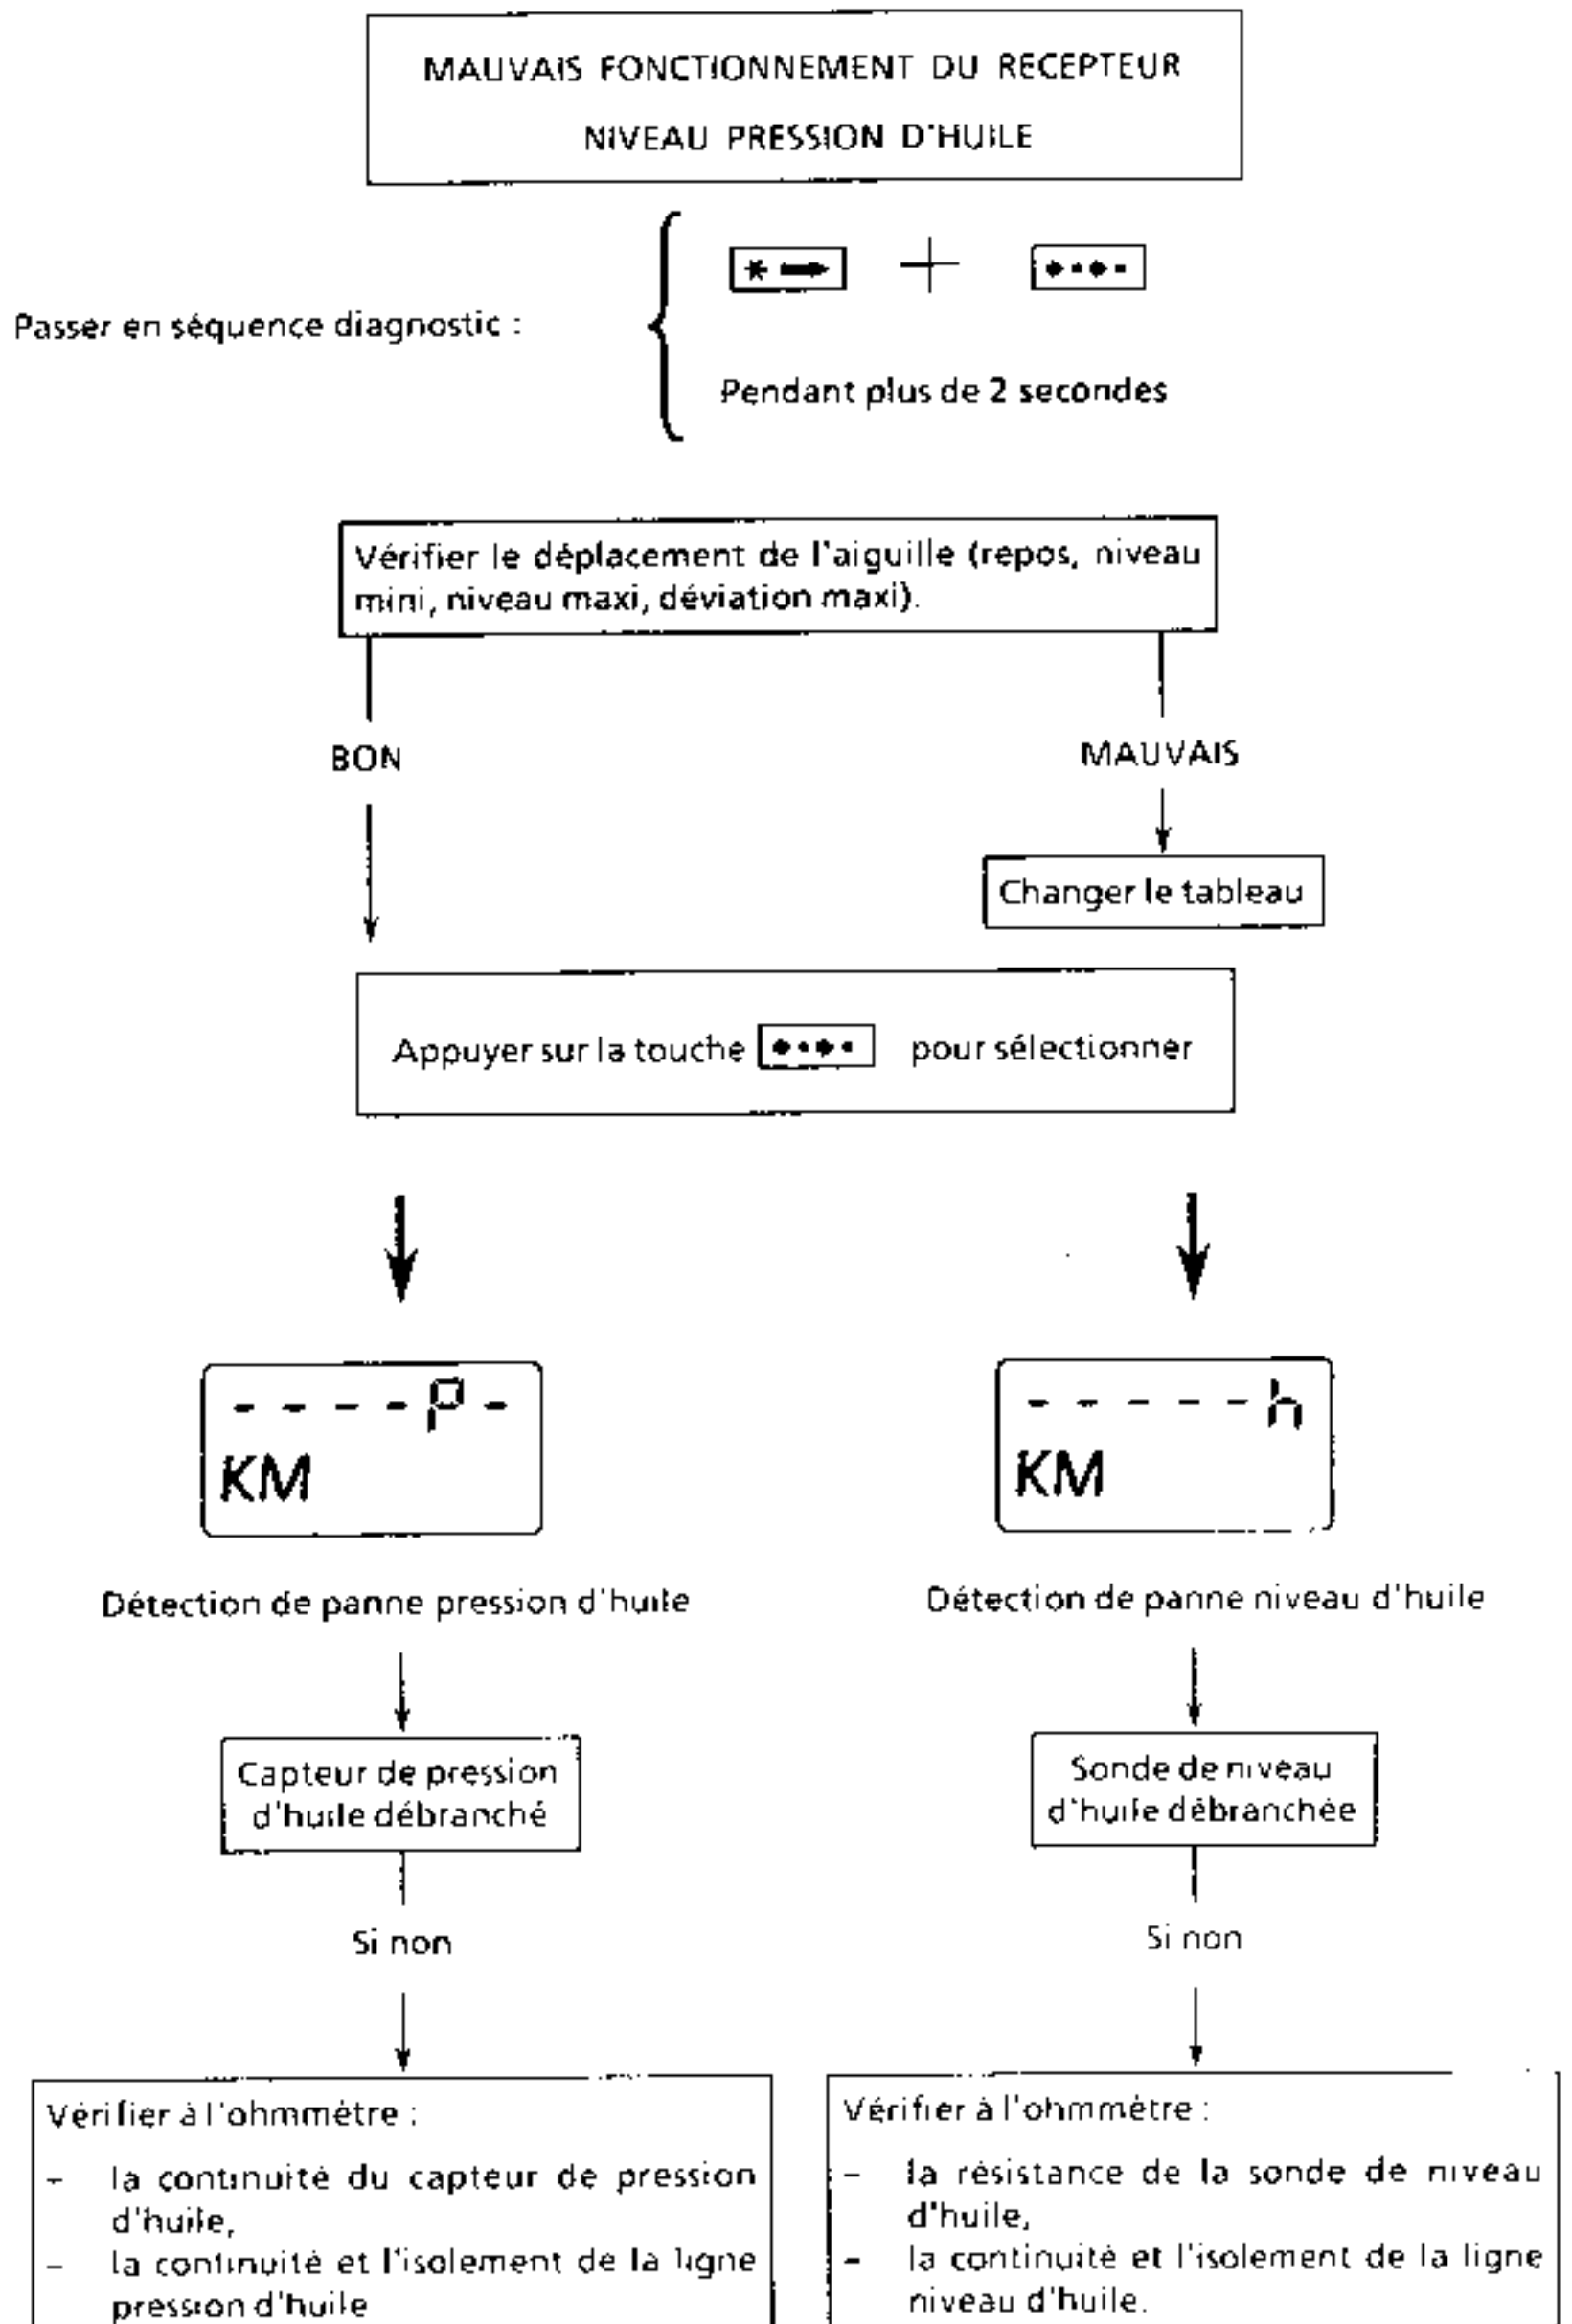 MAUVAIS FONCTIONNEMENT DU RECEPTEUR
NIVEAU PRESSION D'HUILE
+
Passer en séquence diagnostic :
Pendant plus de 2 secondes
Vérifier le déplacement de l'aiguille (repos, niveau
mini, niveau maxi, déviation maxi).
BON
MAUVAIS
Changer le tableau
Appuyer sur la touche pour sélectionner
- - - - P -
KM
- - - - - h
KM
Détection de panne pression d'huile
Détection de panne niveau d'huile
Capteur de pression
d'huile débranché
Sonde de niveau
d'huile débranchée
Si non
Si non
Vérifier à l'ohmmètre :
- la continuité du capteur de pression
d'huile,
- la continuité et l'isolement de la ligne
pression d'huile
Vérifier à l'ohmmètre :
- la résistance de la sonde de niveau
d'huile,
- la continuité et l'isolement de la ligne
niveau d'huile.